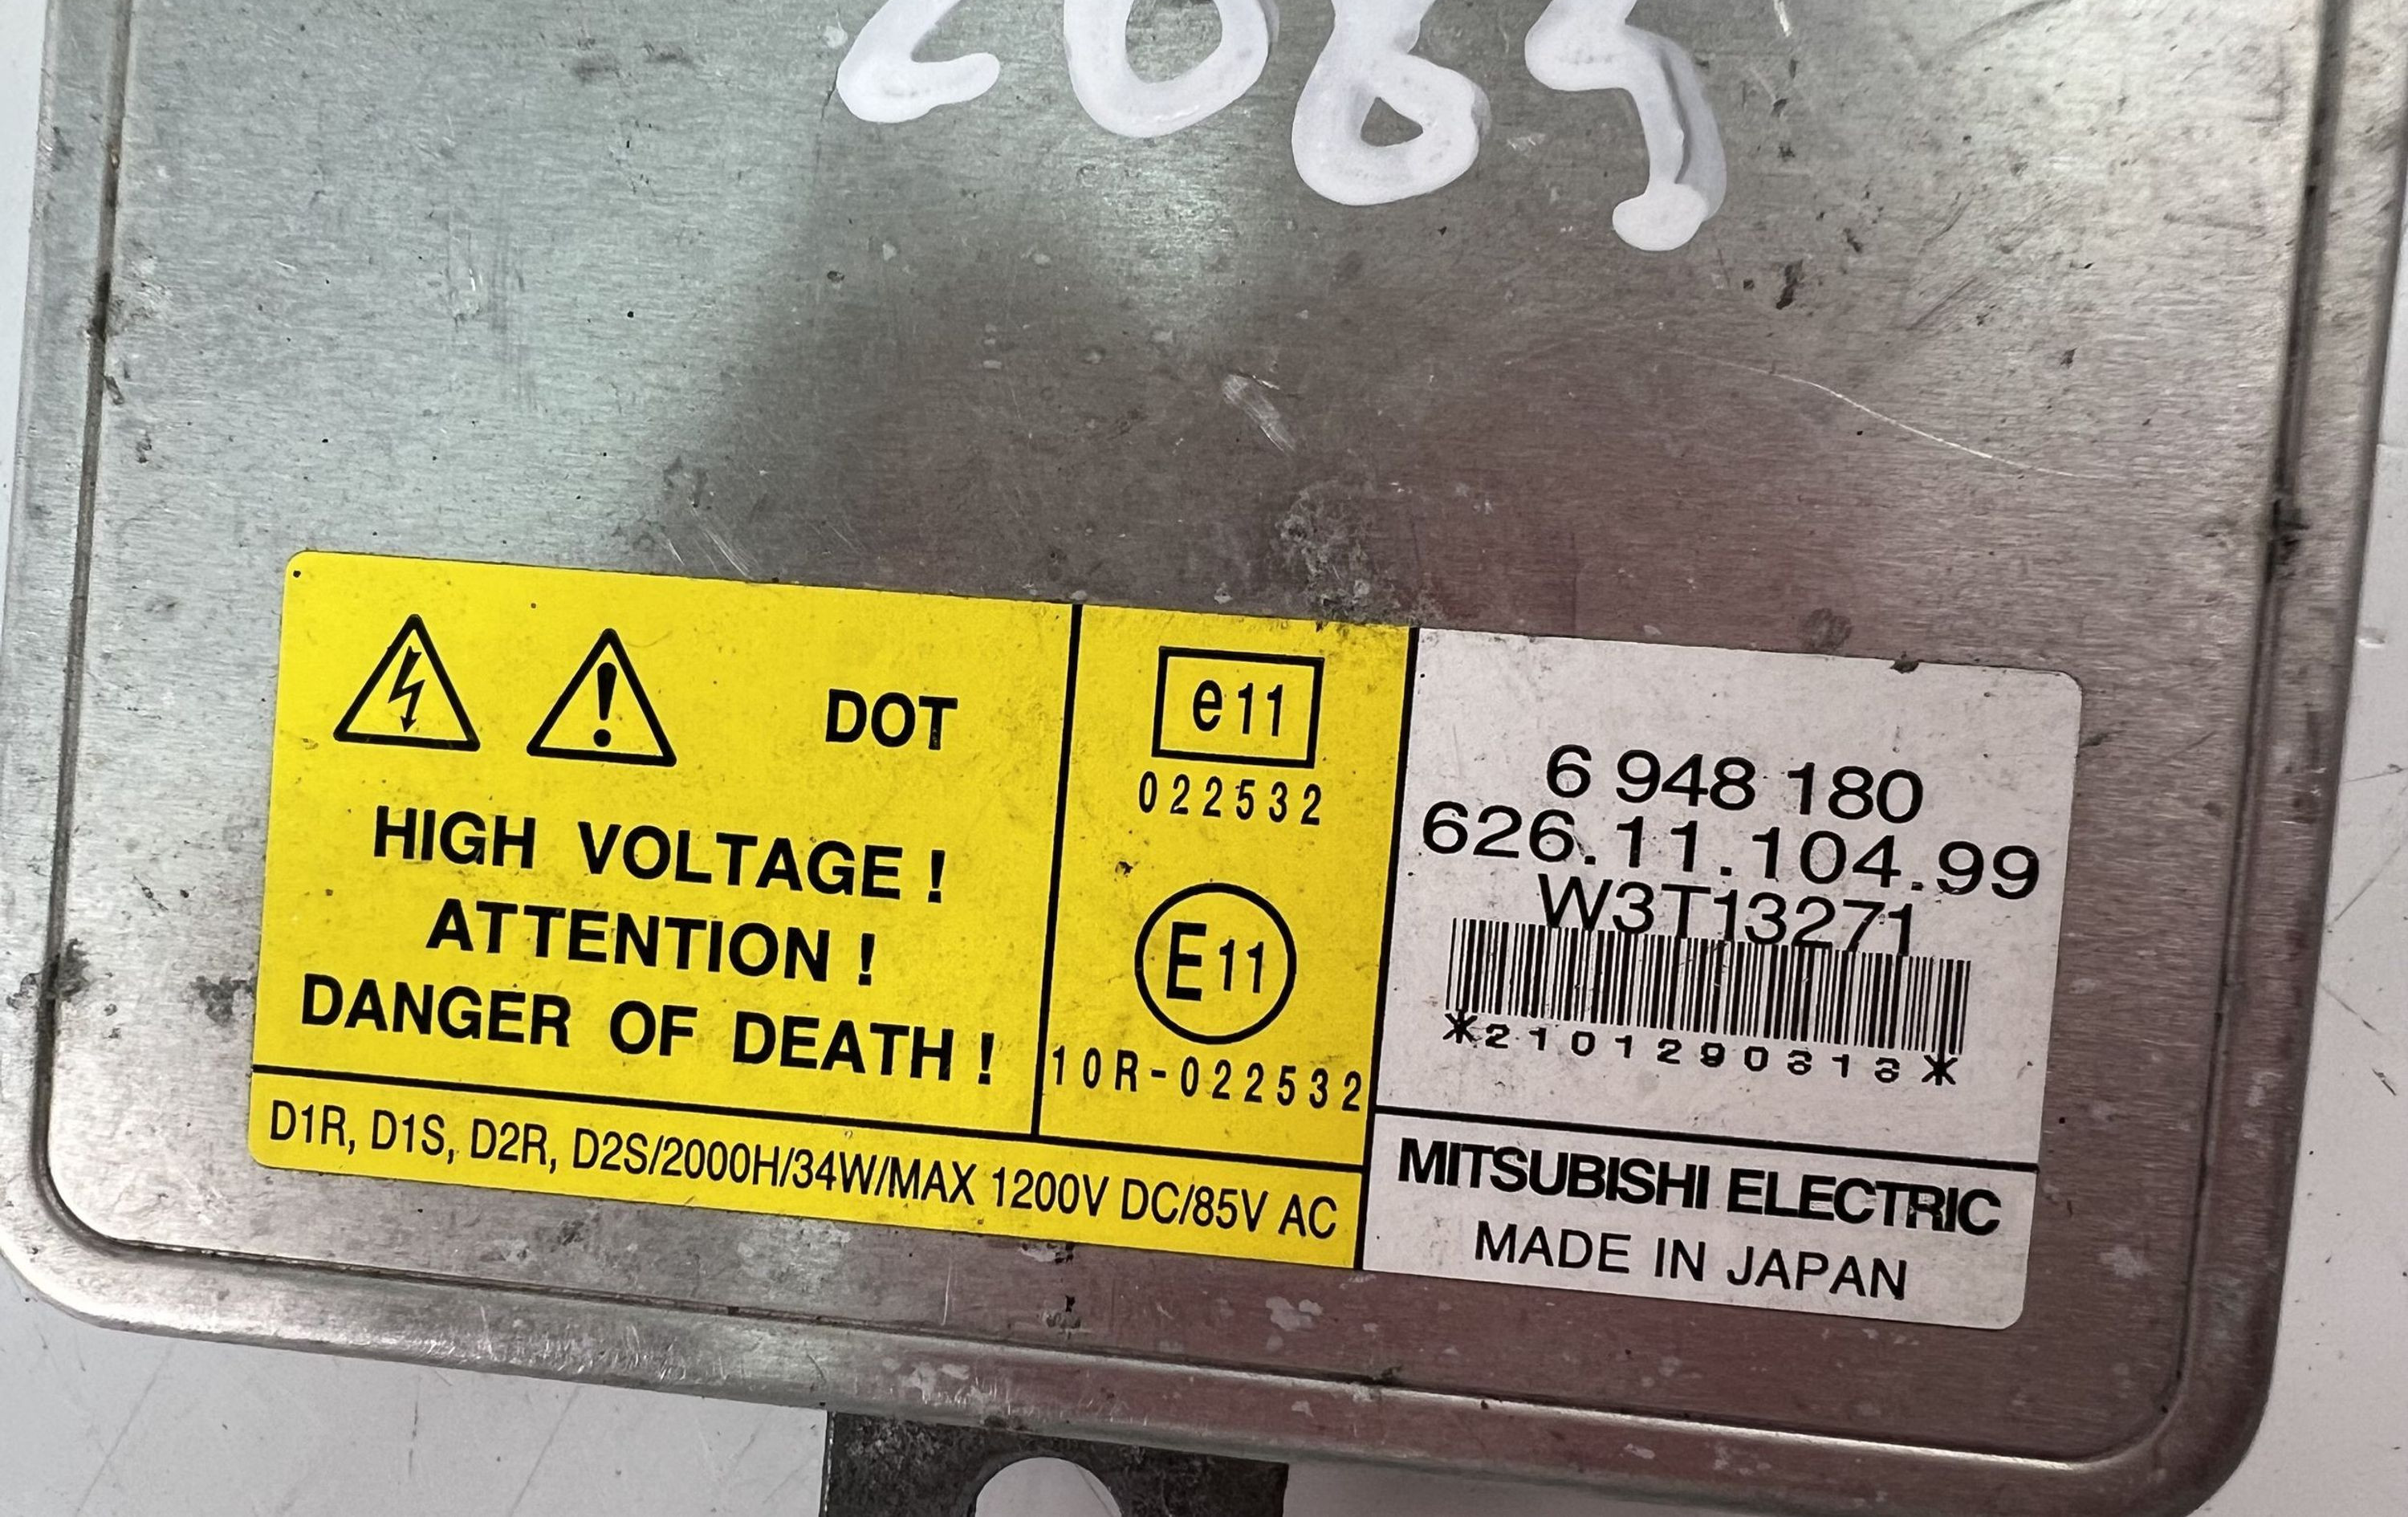 DOT
HIGH VOLTAGE !
ATTENTION !
DANGER OF DEATH !
D1R, D1S, D2R, D2S/2000H/34W/MAX 1200V DC/85V AC
e11
022532
E11
10R-022532
6 948 180
626.11.104.99
W3T13271
*2101290313*
MITSUBISHI ELECTRIC
MADE IN JAPAN